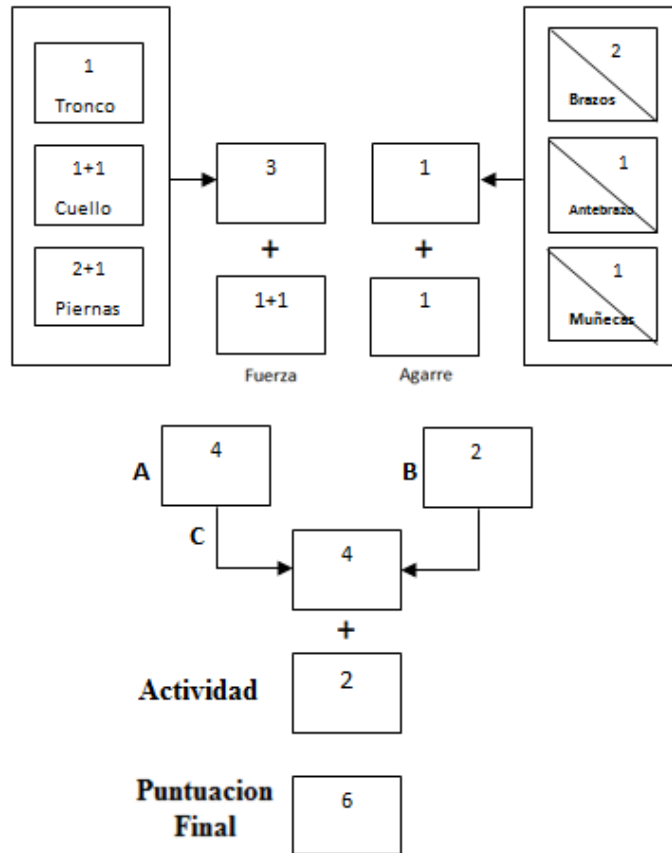 1
Tronco
1+1
Cuello
2+1
Piernas
3
+
1+1
Fuerza
1
+
1
Agarre
2
Brazos
1
Antebrazo
1
Muñecas
A
4
B
2
C
4
+
Actividad
2
Puntuacion
Final
6